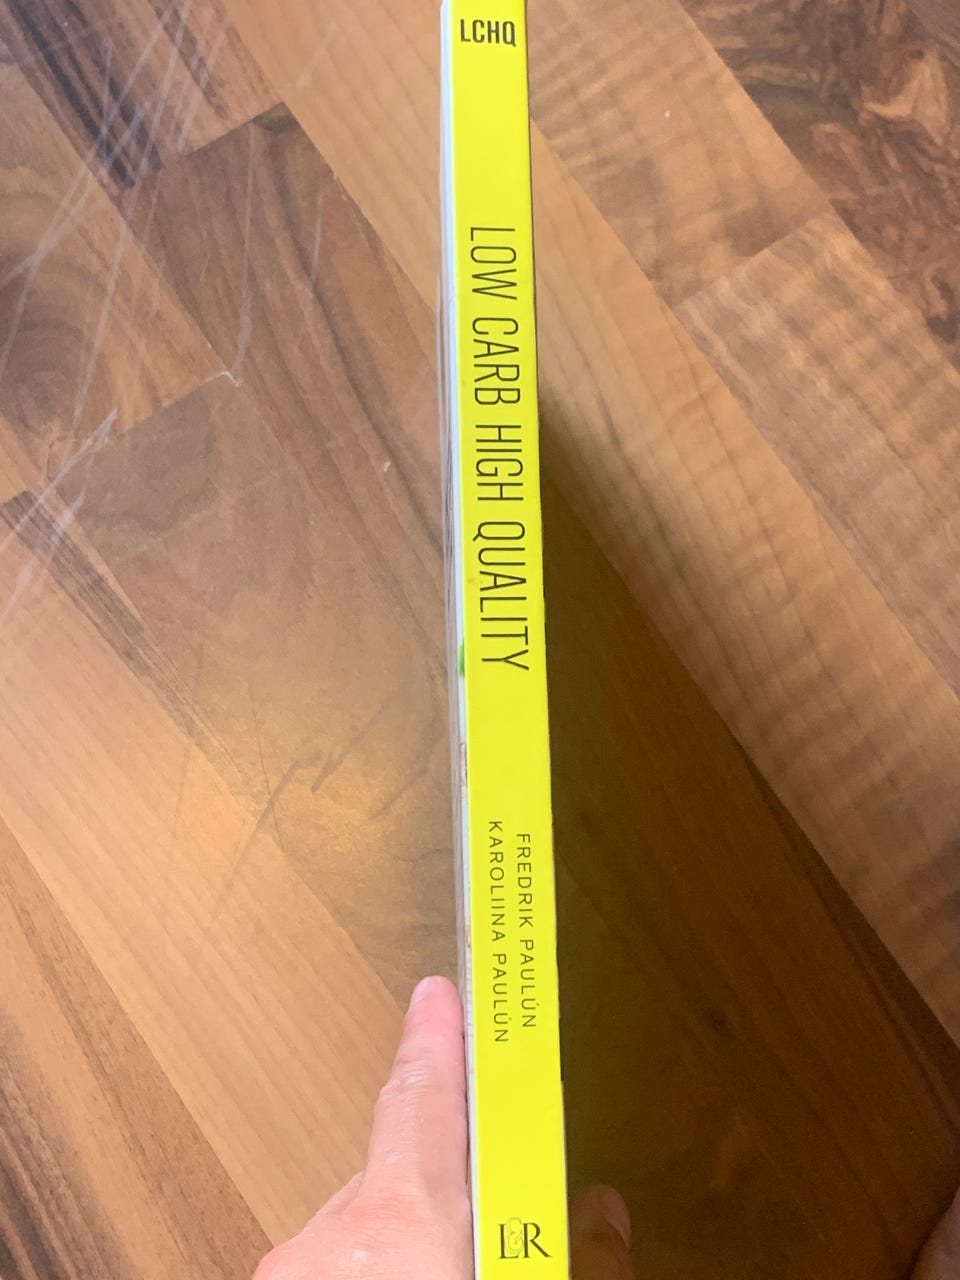 LCHQ
LOW CARB HIGH QUALITY
FREDRIK PAULÚN
KAROLIINA PAULÚN
L&R